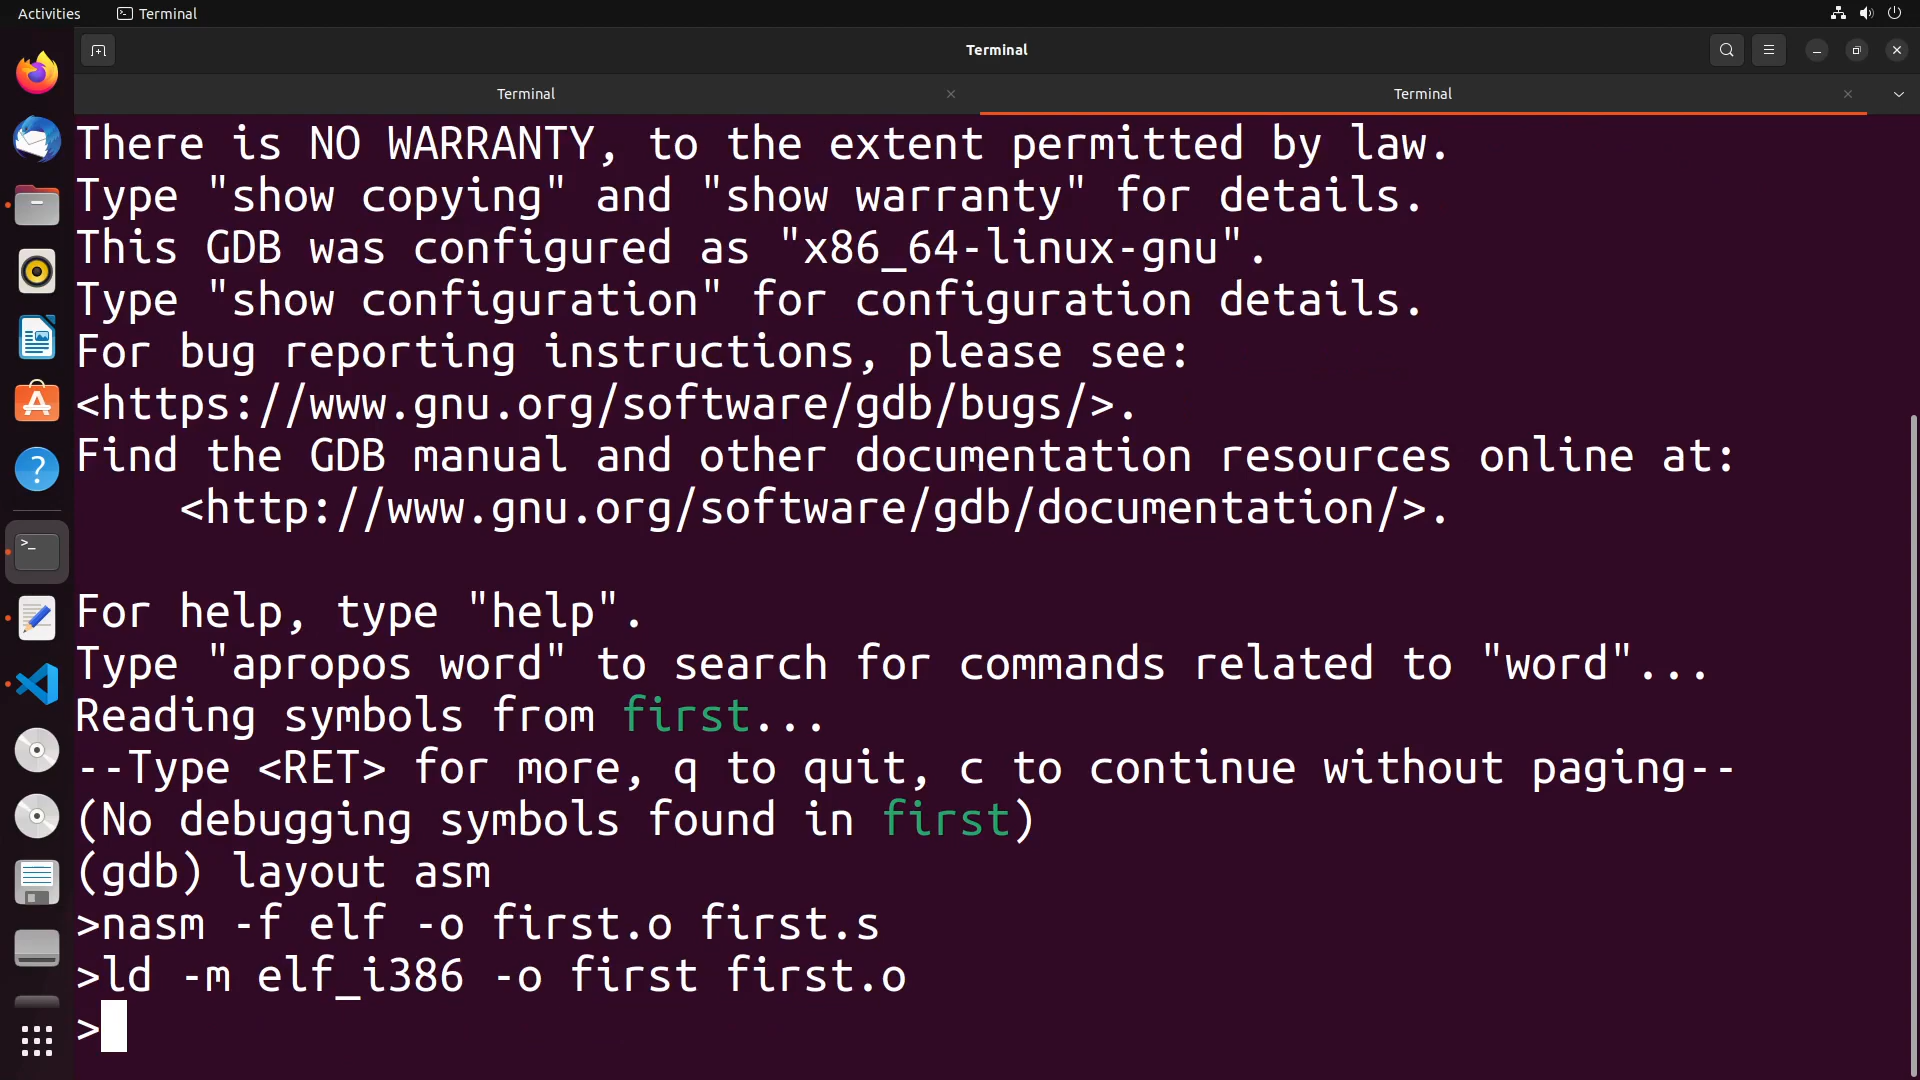 Activities
Terminal
Terminal
Terminal
Terminal
There is NO WARRANTY, to the extent permitted by law.
Type "show copying" and "show warranty" for details.
This GDB was configured as "x86_64-linux-gnu".
Type "show configuration" for configuration details.
For bug reporting instructions, please see:
<https://www.gnu.org/software/gdb/bugs/>.
Find the GDB manual and other documentation resources online at:
    <http://www.gnu.org/software/gdb/documentation/>.
For help, type "help".
Type "apropos word" to search for commands related to "word"...
Reading symbols from first...
--Type <RET> for more, q to quit, c to continue without paging--
(No debugging symbols found in first)
(gdb) layout asm
>nasm -f elf -o first.o first.s
>ld -m elf_i386 -o first first.o
>